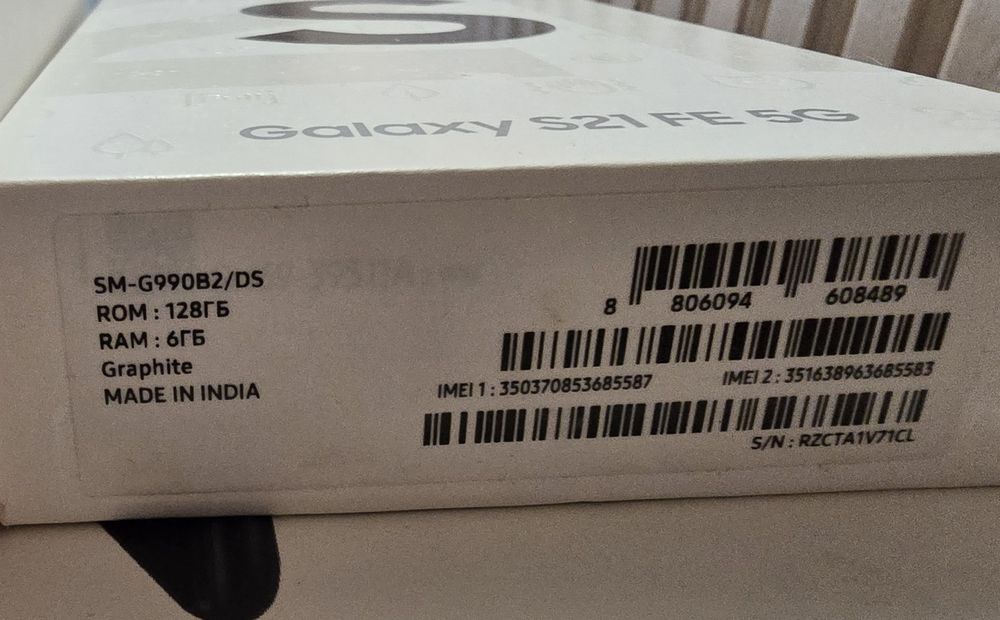 S
Galaxy S21 FE 5G
SM-G990B2/DS
ROM : 128ГБ
RAM : 6ГБ
Graphite
MADE IN INDIA
8 806094 608489
IMEI 1 : 350370853685587
IMEI 2 : 351638963685583
S/N : RZCTA1V71CL